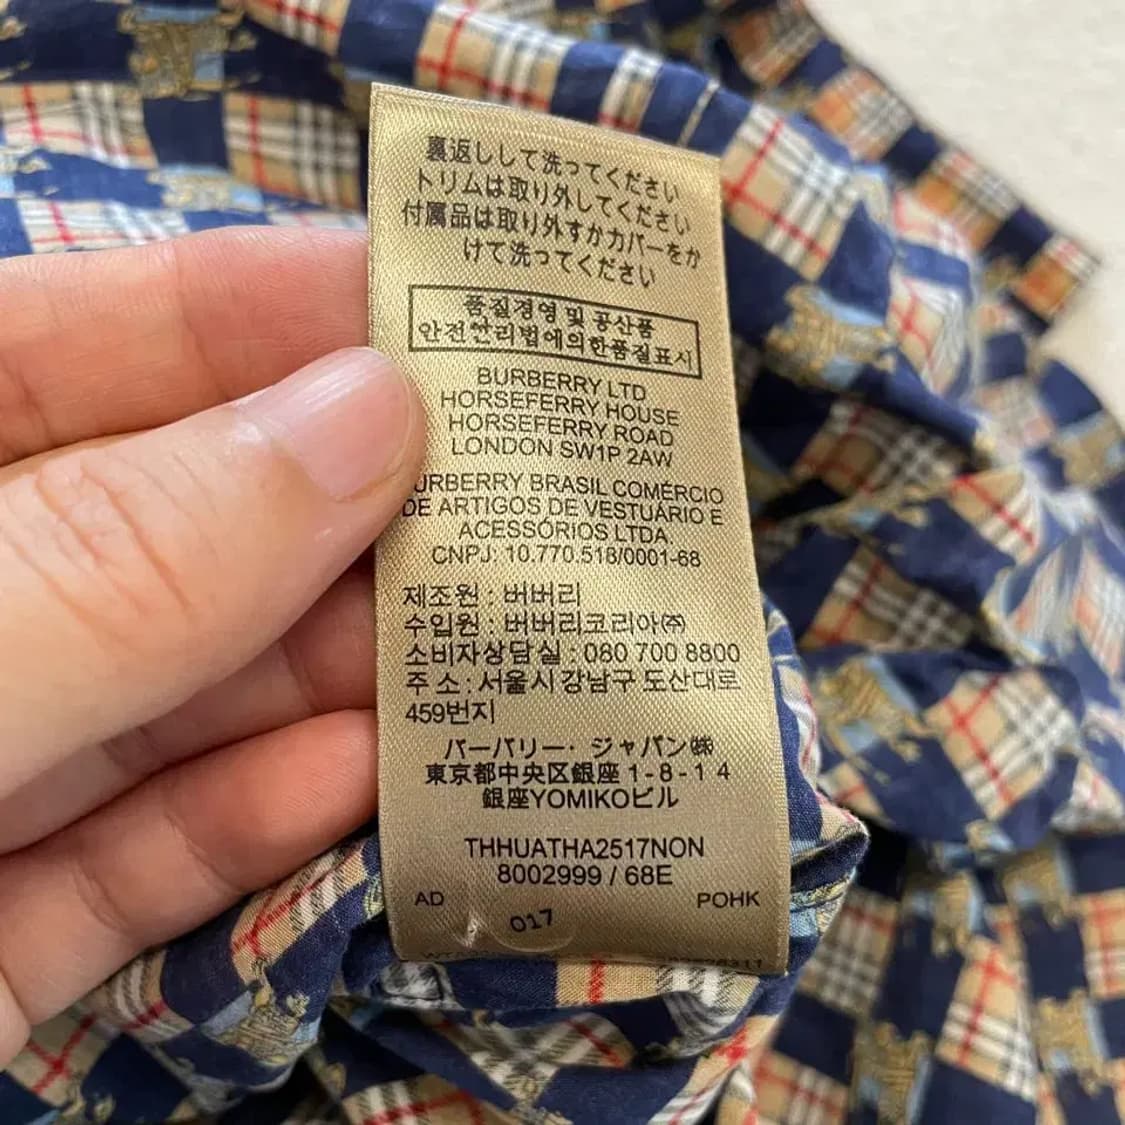 裏返しして洗ってください
トリムは取り外してください
付属品は取り外すかカバーをか
けて洗ってください
품질경영 및 공산품
안전관리법에의한품질표시
BURBERRY LTD
HORSEFERRY HOUSE
HORSEFERRY ROAD
LONDON SW1P 2AW
URBERRY BRASIL COMÉRCIO
DE ARTIGOS DE VESTUÁRIO E
ACESSÓRIOS LTDA.
CNPJ: 10.770.518/0001-68
제조원 : 버버리
수입원 : 버버리코리아㈜
소비자상담실 : 080 700 8800
주 소 : 서울시 강남구 도산대로
459번지
バーバリー・ジャパン㈱
東京都中央区銀座 1-8-14
銀座YOMIKOビル
THHUATHA2517NON
8002999 / 68E
AD POHK
017